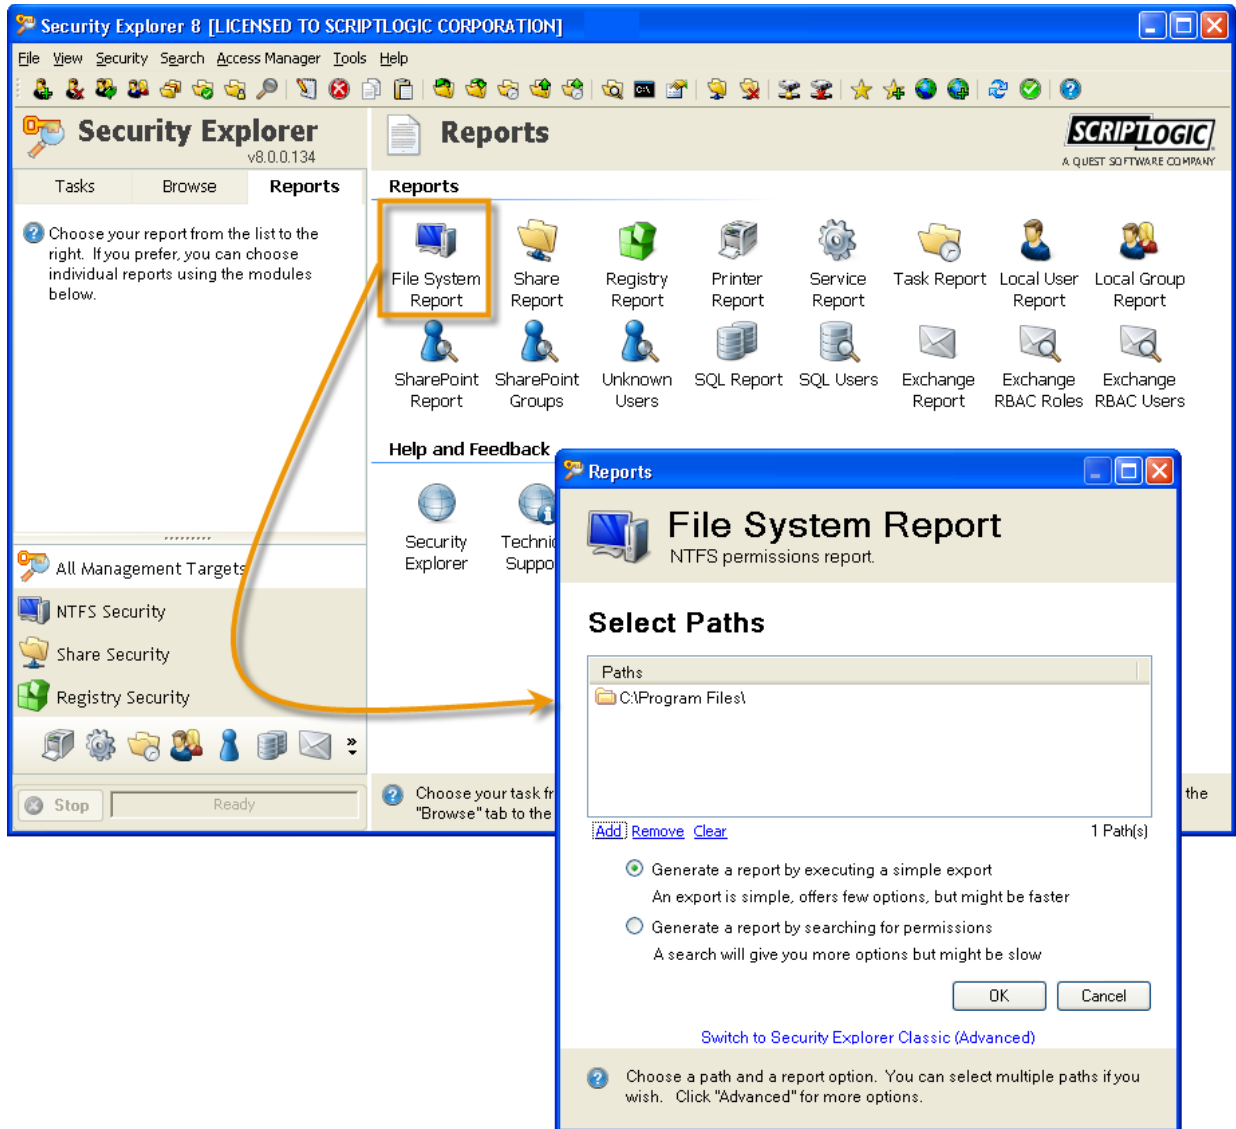 Security Explorer 8 [LICENSED TO SCRIPTLOGIC CORPORATION]
File View Security Search Access Manager Tools Help
Security Explorer
v8.0.0.134
Reports
SCRIPTLOGIC
A QUEST SOFTWARE COMPANY
Tasks Browse Reports
Choose your report from the list to the
right. If you prefer, you can choose
individual reports using the modules
below.
Reports
File System Share Registry Printer Service Task Report Local User Local Group
Report Report Report Report Report Report Report
SharePoint SharePoint Unknown SQL Report SQL Users Exchange Exchange Exchange
Report Groups Users Report RBAC Roles RBAC Users
Help and Feedback
Security
Explorer
All Management Targets
NTFS Security
Share Security
Registry Security
Stop Ready
Choose your task
"Browse" tab to the
the
Reports
File System Report
NTFS permissions report.
Select Paths
Paths
C:\Program Files\
Add Remove Clear 1 Path(s)
Generate a report by executing a simple export
An export is simple, offers few options, but might be faster
Generate a report by searching for permissions
A search will give you more options but might be slow
OK Cancel
Switch to Security Explorer Classic (Advanced)
Choose a path and a report option. You can select multiple paths if you
wish. Click "Advanced" for more options.